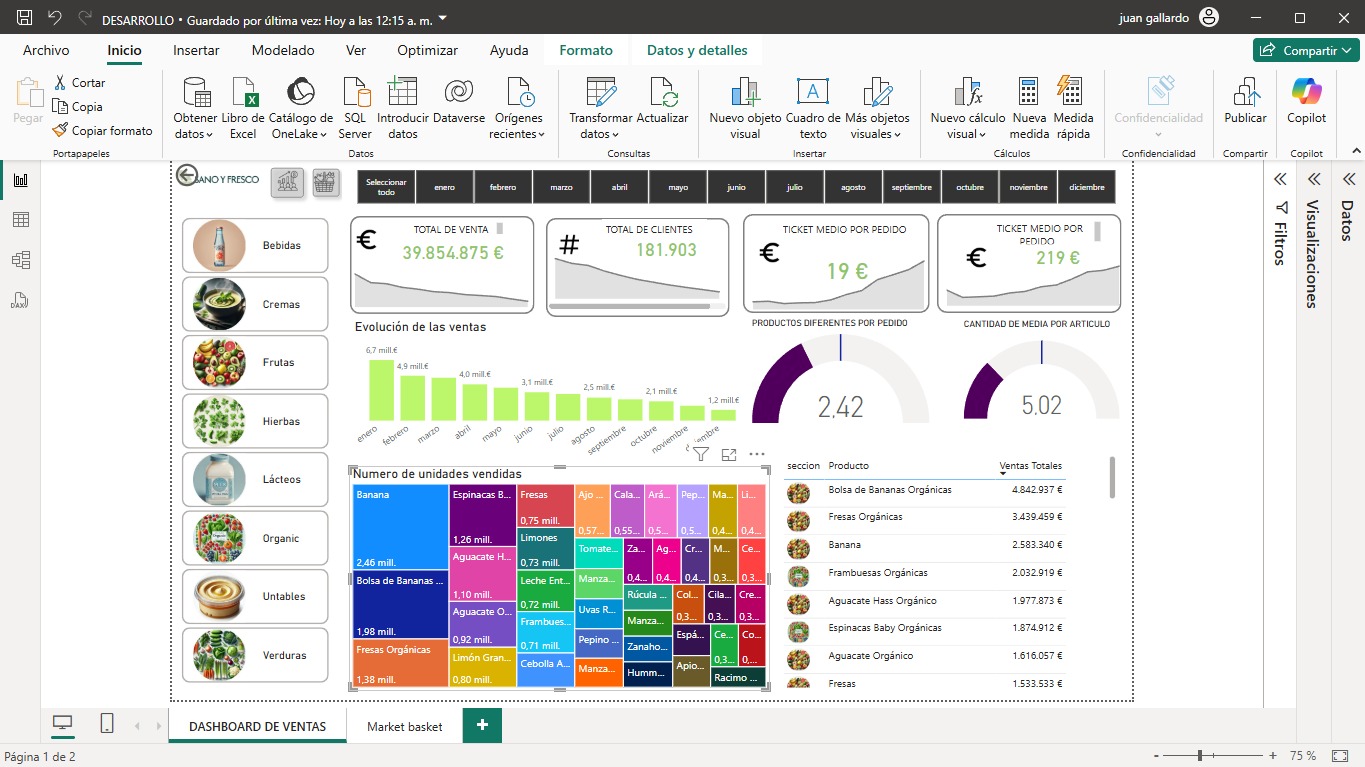 DESARROLLO • Guardado por última vez: Hoy a las 12:15 a. m.
juan gallardo
Archivo
Inicio
Insertar
Modelado
Ver
Optimizar
Ayuda
Formato
Datos y detalles
Compartir
Pegar
Cortar
Copia
Copiar formato
Portapapeles
Obtener datos
Libro de Excel
Catálogo de OneLake
SQL Server
Introducir datos
Dataverse
Orígenes recientes
Datos
Transformar datos
Actualizar
Consultas
Nuevo objeto visual
Cuadro de texto
Más objetos visuales
Insertar
Nuevo cálculo visual
Nueva medida
Medida rápida
Cálculos
Confidencialidad
Confidencialidad
Publicar
Compartir
Copilot
Copilot
SANO Y FRESCO
Seleccionar todo
enero
febrero
marzo
abril
mayo
junio
julio
agosto
septiembre
octubre
noviembre
diciembre
Bebidas
Cremas
Frutas
Hierbas
Lácteos
Organic
Untables
Verduras
€
TOTAL DE VENTA
39.854.875 €
#
TOTAL DE CLIENTES
181.903
TICKET MEDIO POR PEDIDO
€
19 €
TICKET MEDIO POR PEDIDO
€
219 €
Evolución de las ventas
6,7 mill.€
4,9 mill.€
4,0 mill.€
3,1 mill.€
2,5 mill.€
2,1 mill.€
1,2 mill.€
enero
febrero
marzo
abril
mayo
junio
julio
agosto
septiembre
octubre
noviembre
PRODUCTOS DIFERENTES POR PEDIDO
2,42
CANTIDAD DE MEDIA POR ARTICULO
5,02
Numero de unidades vendidas
Banana
2,46 mill.
Bolsa de Bananas ...
1,98 mill.
Fresas Orgánicas
1,38 mill.
Espinacas B...
1,26 mill.
Aguacate H...
1,10 mill.
Aguacate O...
0,92 mill.
Limón Gran...
0,80 mill.
Fresas
0,75 mill.
Limones
0,73 mill.
Leche Ent...
0,72 mill.
Frambues...
0,71 mill.
Cebolla A...
Ajo ...
0,57...
Tomate...
Manza...
Uvas R...
Pepino ...
Manza...
Cala...
0,55...
Ará...
0,5...
Pep...
0,5...
Ma...
0,4...
Li...
0,4...
Za...
0,4...
Ag...
0,4...
Cr...
0,4...
M...
0,3...
Ce...
0,3...
Rúcula ...
Manza...
Zanaho...
Humm...
Col...
0,3...
Cila...
0,3...
Cre...
0,3...
Espá...
Apio...
Ce...
0,3...
Co...
0,...
Racimo ...
seccion
Producto
Ventas Totales
Bolsa de Bananas Orgánicas 4.842.937 €
Fresas Orgánicas 3.439.459 €
Banana 2.583.340 €
Frambuesas Orgánicas 2.032.919 €
Aguacate Hass Orgánico 1.977.873 €
Espinacas Baby Orgánicas 1.874.912 €
Aguacate Orgánico 1.616.057 €
Fresas 1.533.533 €
Filtros
Visualizaciones
Datos
DASHBOARD DE VENTAS
Market basket
+
Página 1 de 2
- + 75 %